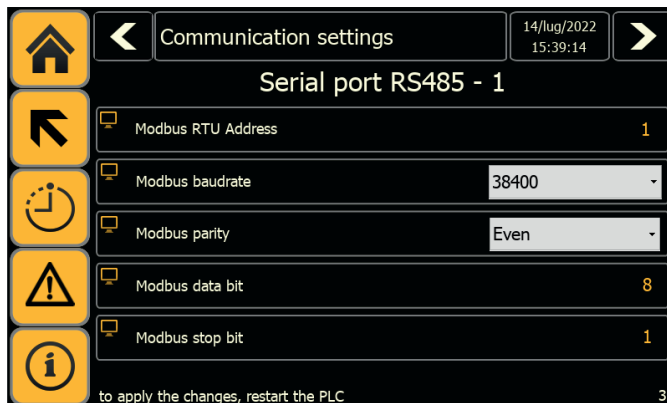 Communication settings
14/lug/2022
15:39:14
Serial port RS485 - 1
Modbus RTU Address 1
Modbus baudrate 38400
Modbus parity Even
Modbus data bit 8
Modbus stop bit 1
to apply the changes, restart the PLC 3